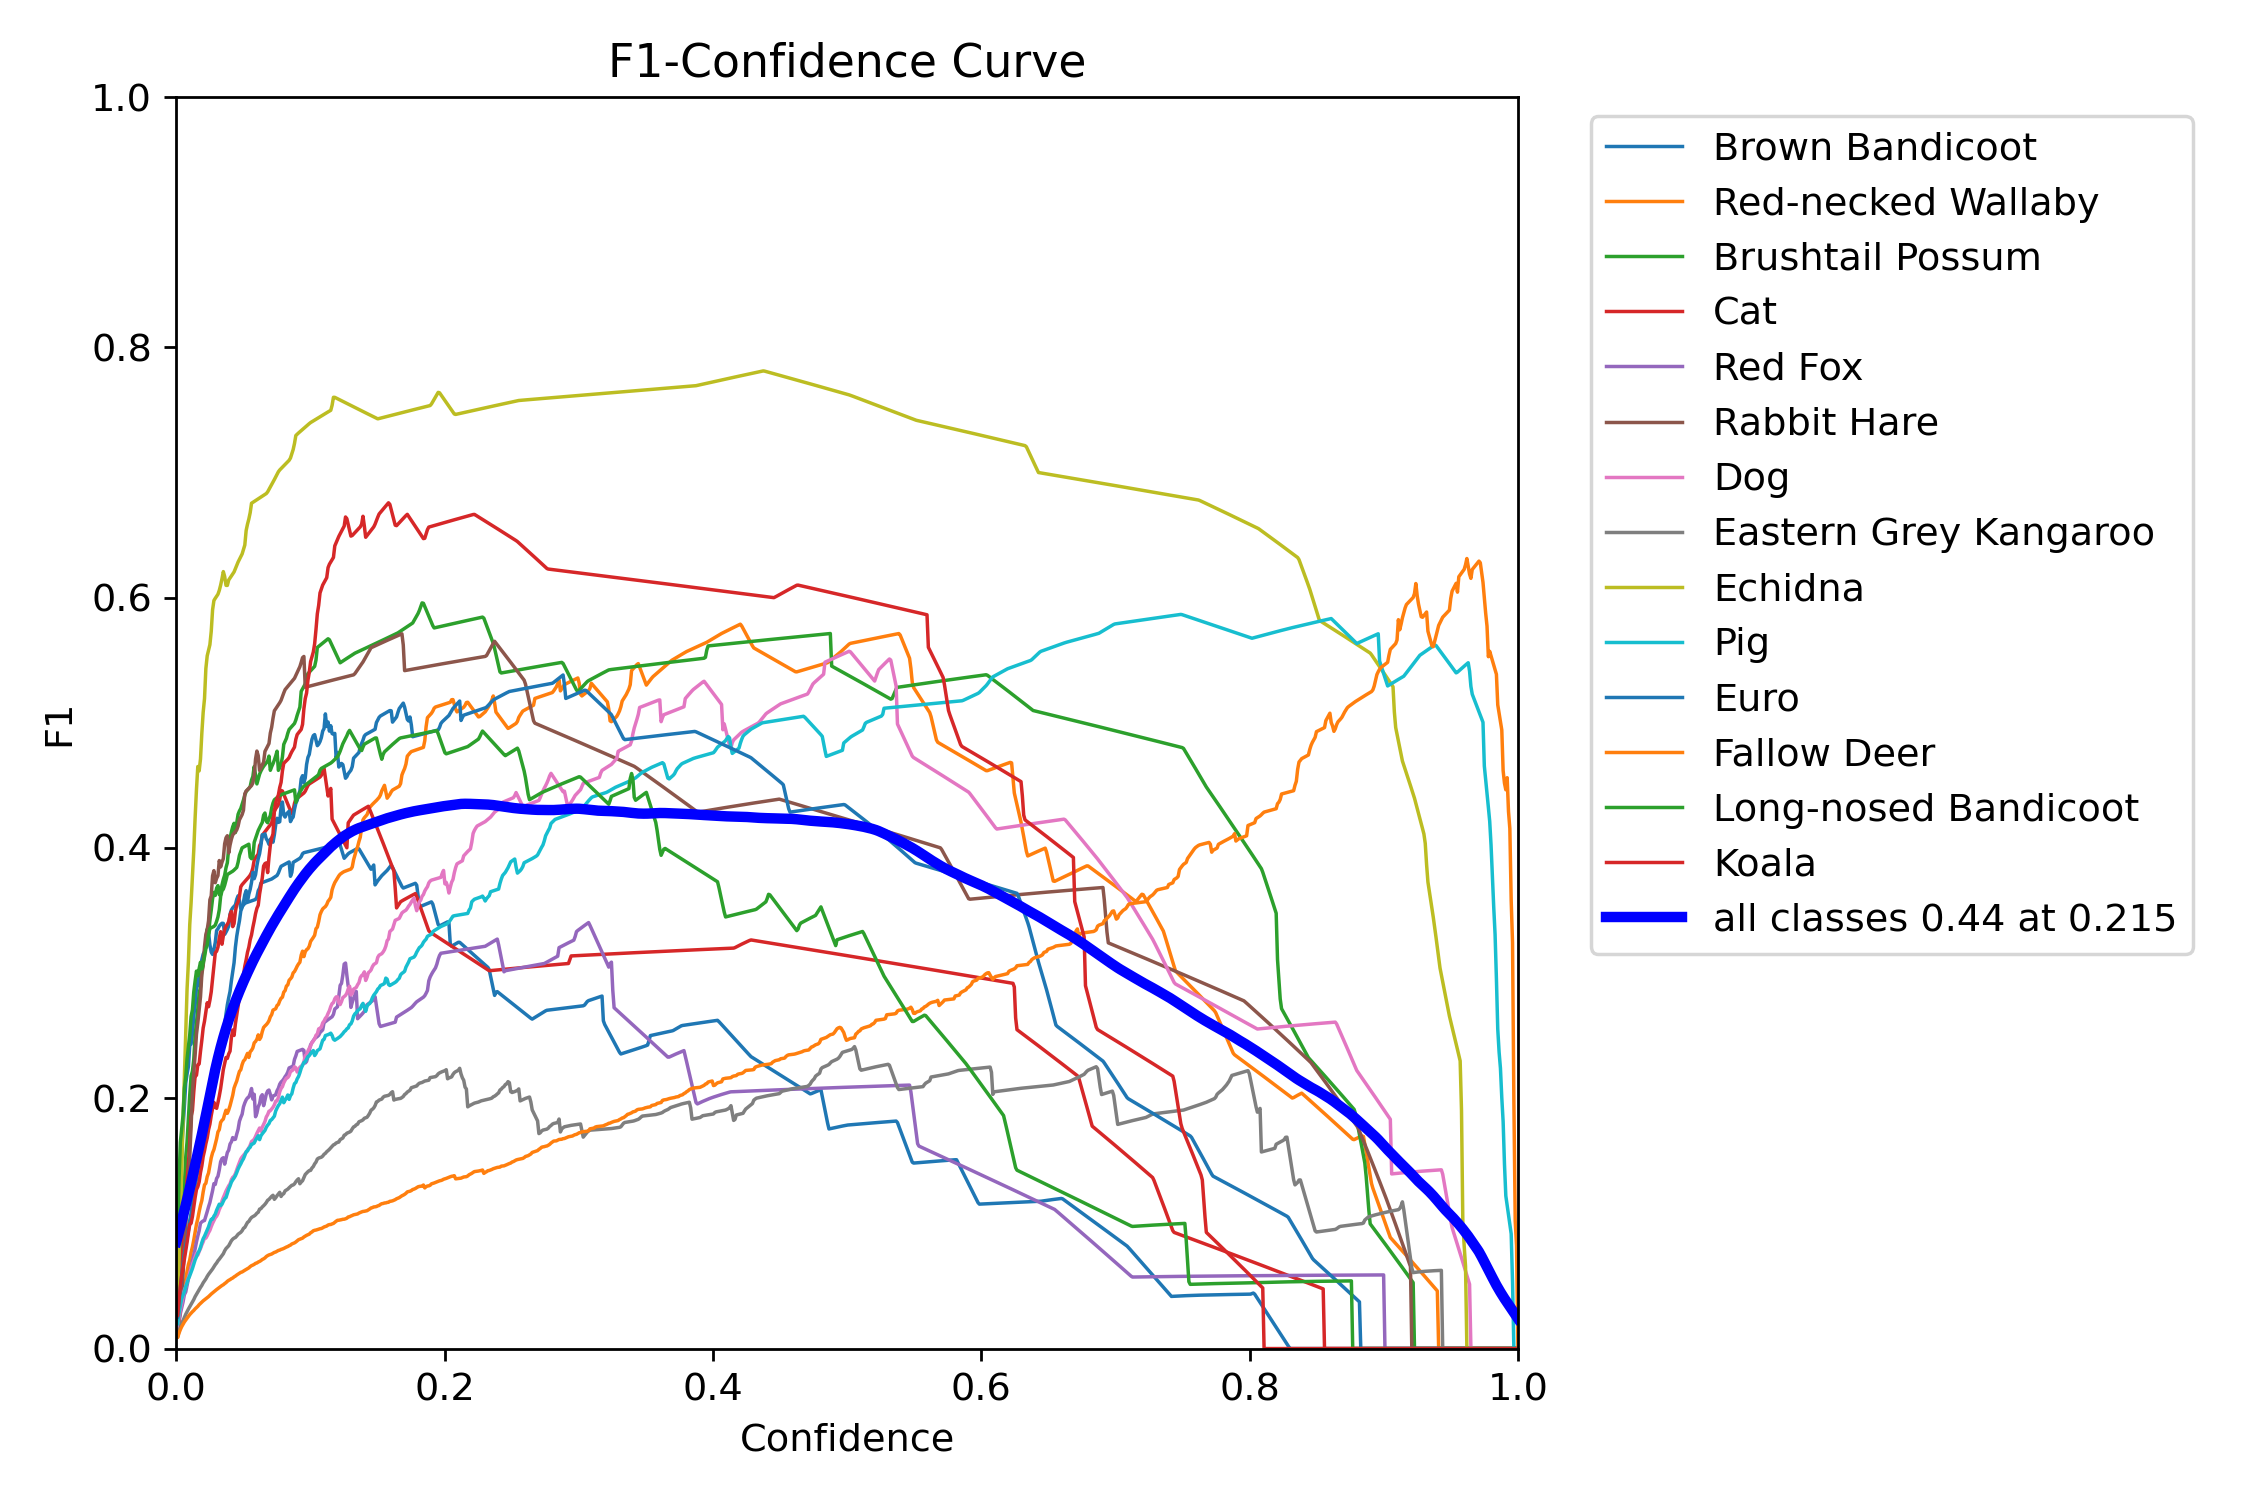 F1-Confidence Curve
1.0
0.8
0.6
0.4
0.2
0.0
F1
0.0 0.2 0.4 0.6 0.8 1.0
Confidence
Brown Bandicoot
Red-necked Wallaby
Brushtail Possum
Cat
Red Fox
Rabbit Hare
Dog
Eastern Grey Kangaroo
Echidna
Pig
Euro
Fallow Deer
Long-nosed Bandicoot
Koala
all classes 0.44 at 0.215